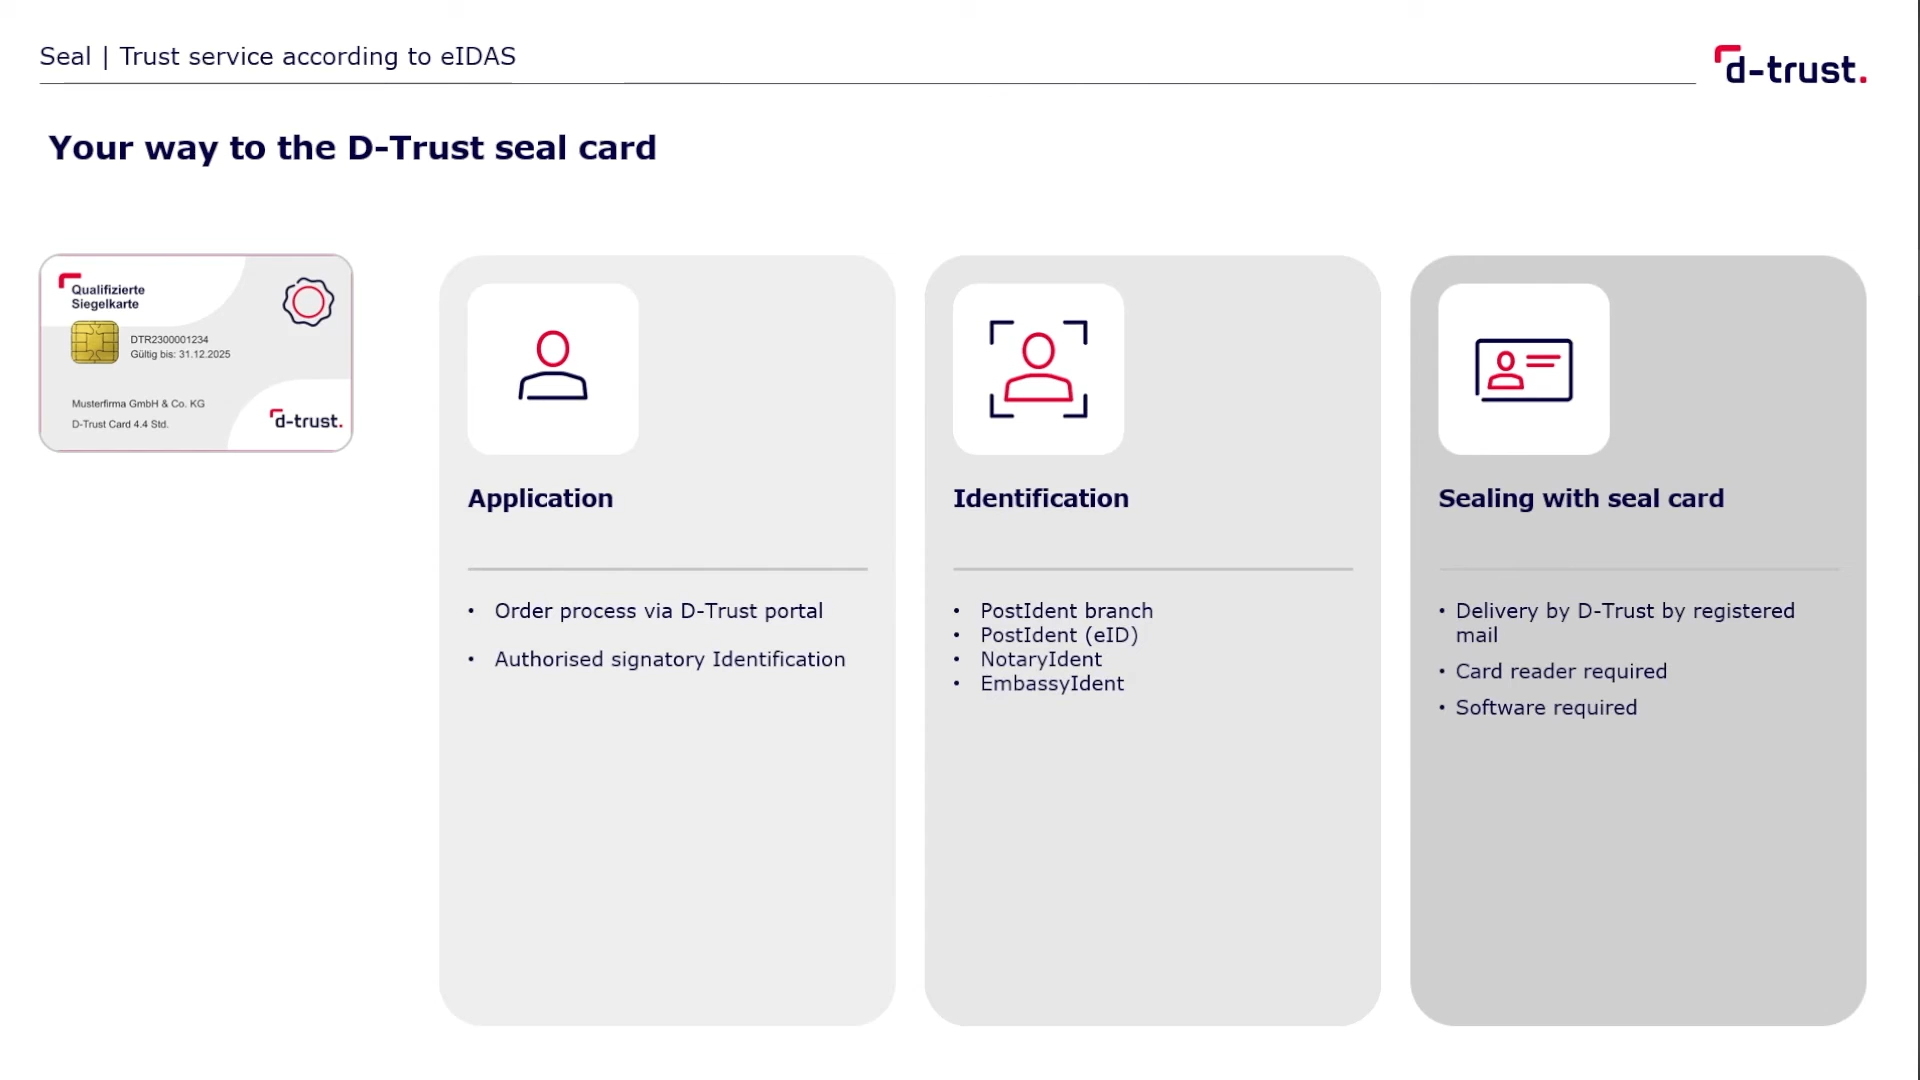 Seal | Trust service according to eIDAS
d-trust.
Your way to the D-Trust seal card
Qualifizierte
Siegelkarte
DTR2300001234
Gültig bis: 31.12.2025
Musterfirma GmbH & Co. KG
D-Trust Card 4.4 Std.
d-trust.
Application
• Order process via D-Trust portal
• Authorised signatory Identification
Identification
• PostIdent branch
• PostIdent (eID)
• NotaryIdent
• EmbassyIdent
Sealing with seal card
• Delivery by D-Trust by registered
mail
• Card reader required
• Software required